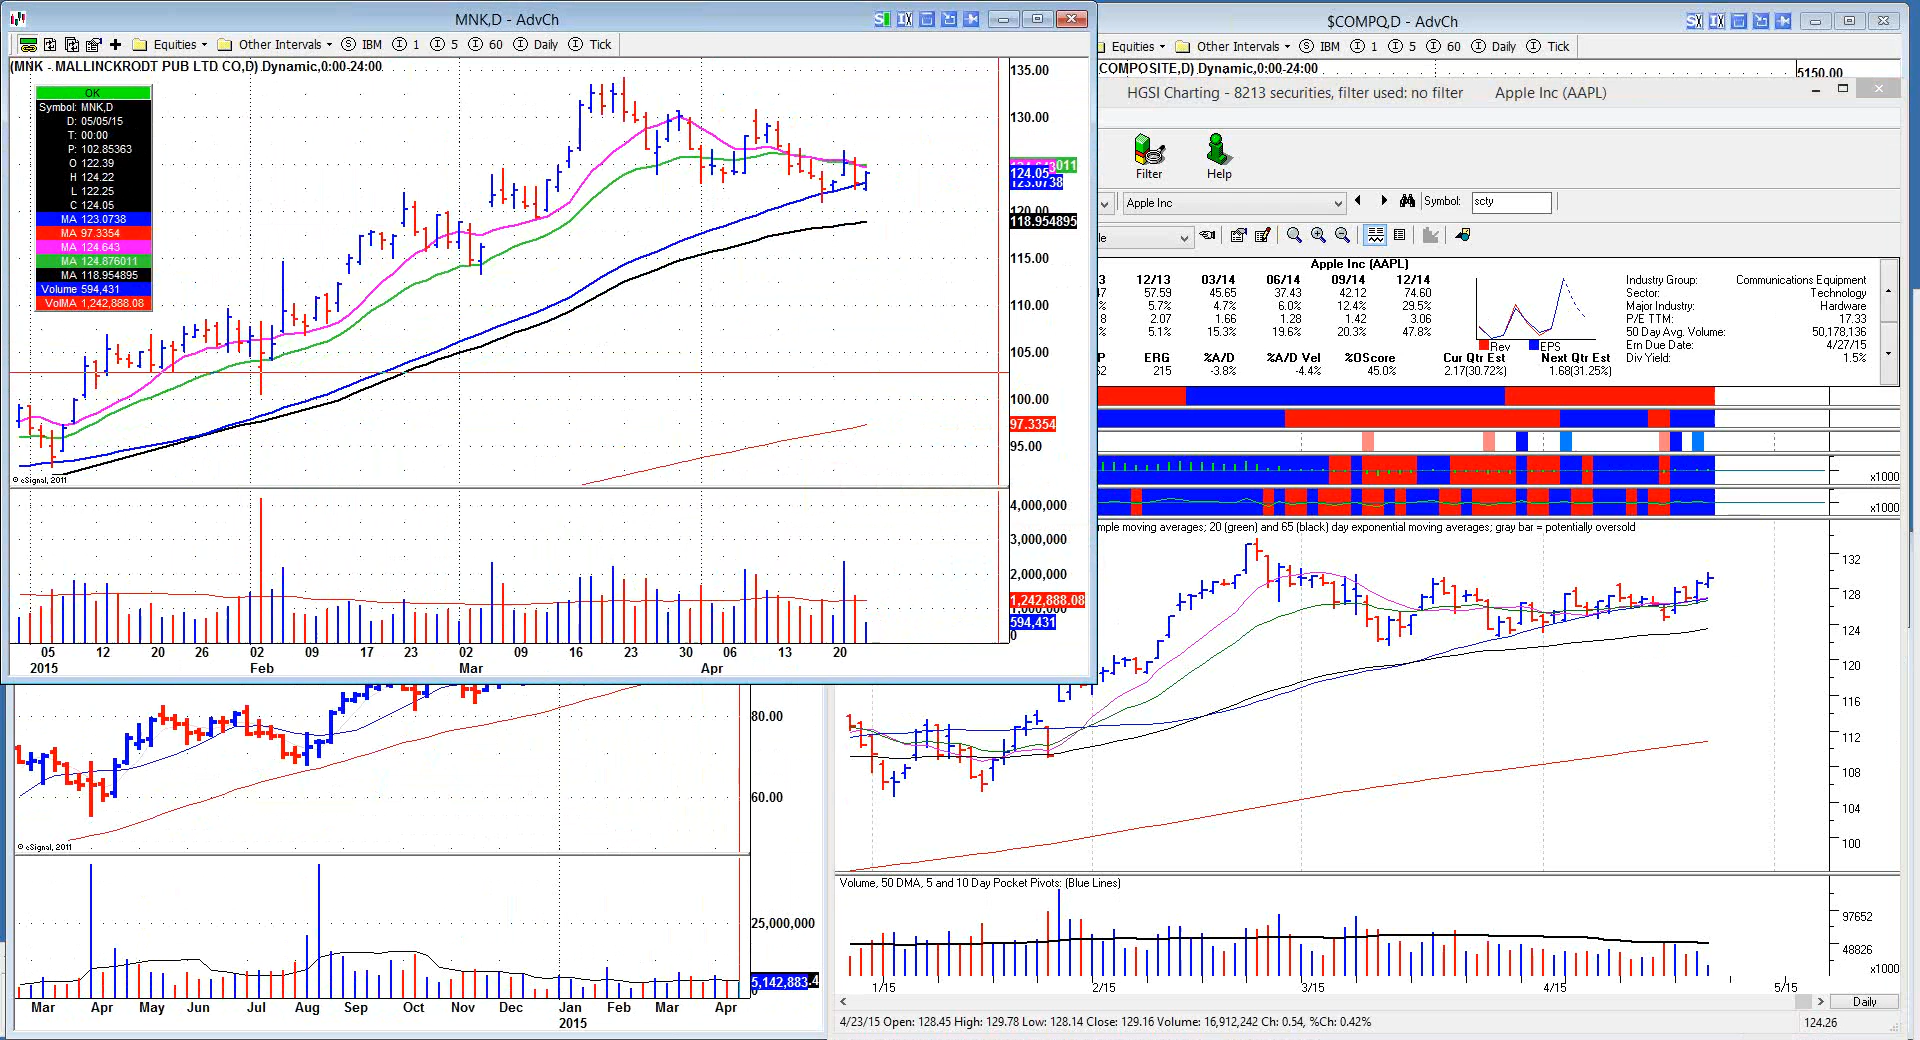 MNK,D - AdvCh
Equities Other Intervals IBM 1 5 60 Daily Tick
(MNK - MALLINCKRODT PUB LTD CO,D) Dynamic,0:00-24:00
OK
Symbol: MNK,D
D: 05/05/15
T: 00:00
P: 102.85363
O 122.39
H 124.22
L 122.25
C 124.05
MA 123.0738
MA 97.3354
MA 124.643
MA 124.876011
MA 118.954895
Volume 594,431
VolMA 1,242,888.08
135.00
130.00
124.05
123.0738
120.00
118.954895
115.00
110.00
105.00
100.00
97.3354
95.00
© eSignal, 2011
4,000,000
3,000,000
2,000,000
1,242,888.08
1,000,000
594,431
0
05 12 20 26 02 09 17 23 02 09 16 23 30 06 13 20
2015 Feb Mar Apr
80.00
60.00
© eSignal, 2011
25,000,000
5,142,883.4
Mar Apr May Jun Jul Aug Sep Oct Nov Dec Jan Feb Mar Apr
2015
$COMPQ,D - AdvCh
Equities Other Intervals IBM 1 5 60 Daily Tick
COMPOSITE,D) Dynamic,0:00-24:00
5150.00
HGSI Charting - 8213 securities, filter used: no filter Apple Inc (AAPL)
Filter Help
Apple Inc Symbol: scty
Apple Inc (AAPL)
12/13 03/14 06/14 09/14 12/14
57.59 45.65 37.43 42.12 74.60
5.7% 4.7% 6.0% 12.4% 29.5%
2.07 1.66 1.28 1.42 3.06
5.1% 15.3% 19.6% 20.3% 47.8%
ERG %A/D %A/D Vel %OScore Cur Qtr Est Next Qtr Est
215 -3.8% -4.4% 45.0% 2.17(30.72%) 1.68(31.25%)
Rev EPS
Industry Group: Communications Equipment
Sector: Technology
Major Industry: Hardware
P/E TTM: 17.33
50 Day Avg. Volume: 50,178,136
Ern Due Date: 4/27/15
Div Yield: 1.5%
x1000
x1000
mple moving averages; 20 (green) and 65 (black) day exponential moving averages; gray bar = potentially oversold
132
128
124
120
116
112
108
104
100
Volume, 50 DMA, 5 and 10 Day Pocket Pivots: (Blue Lines)
97652
48826
x1000
1/15 2/15 3/15 4/15 5/15
Daily
4/23/15 Open: 128.45 High: 129.78 Low: 128.14 Close: 129.16 Volume: 16,912,242 Ch: 0.54, %Ch: 0.42%
124.26